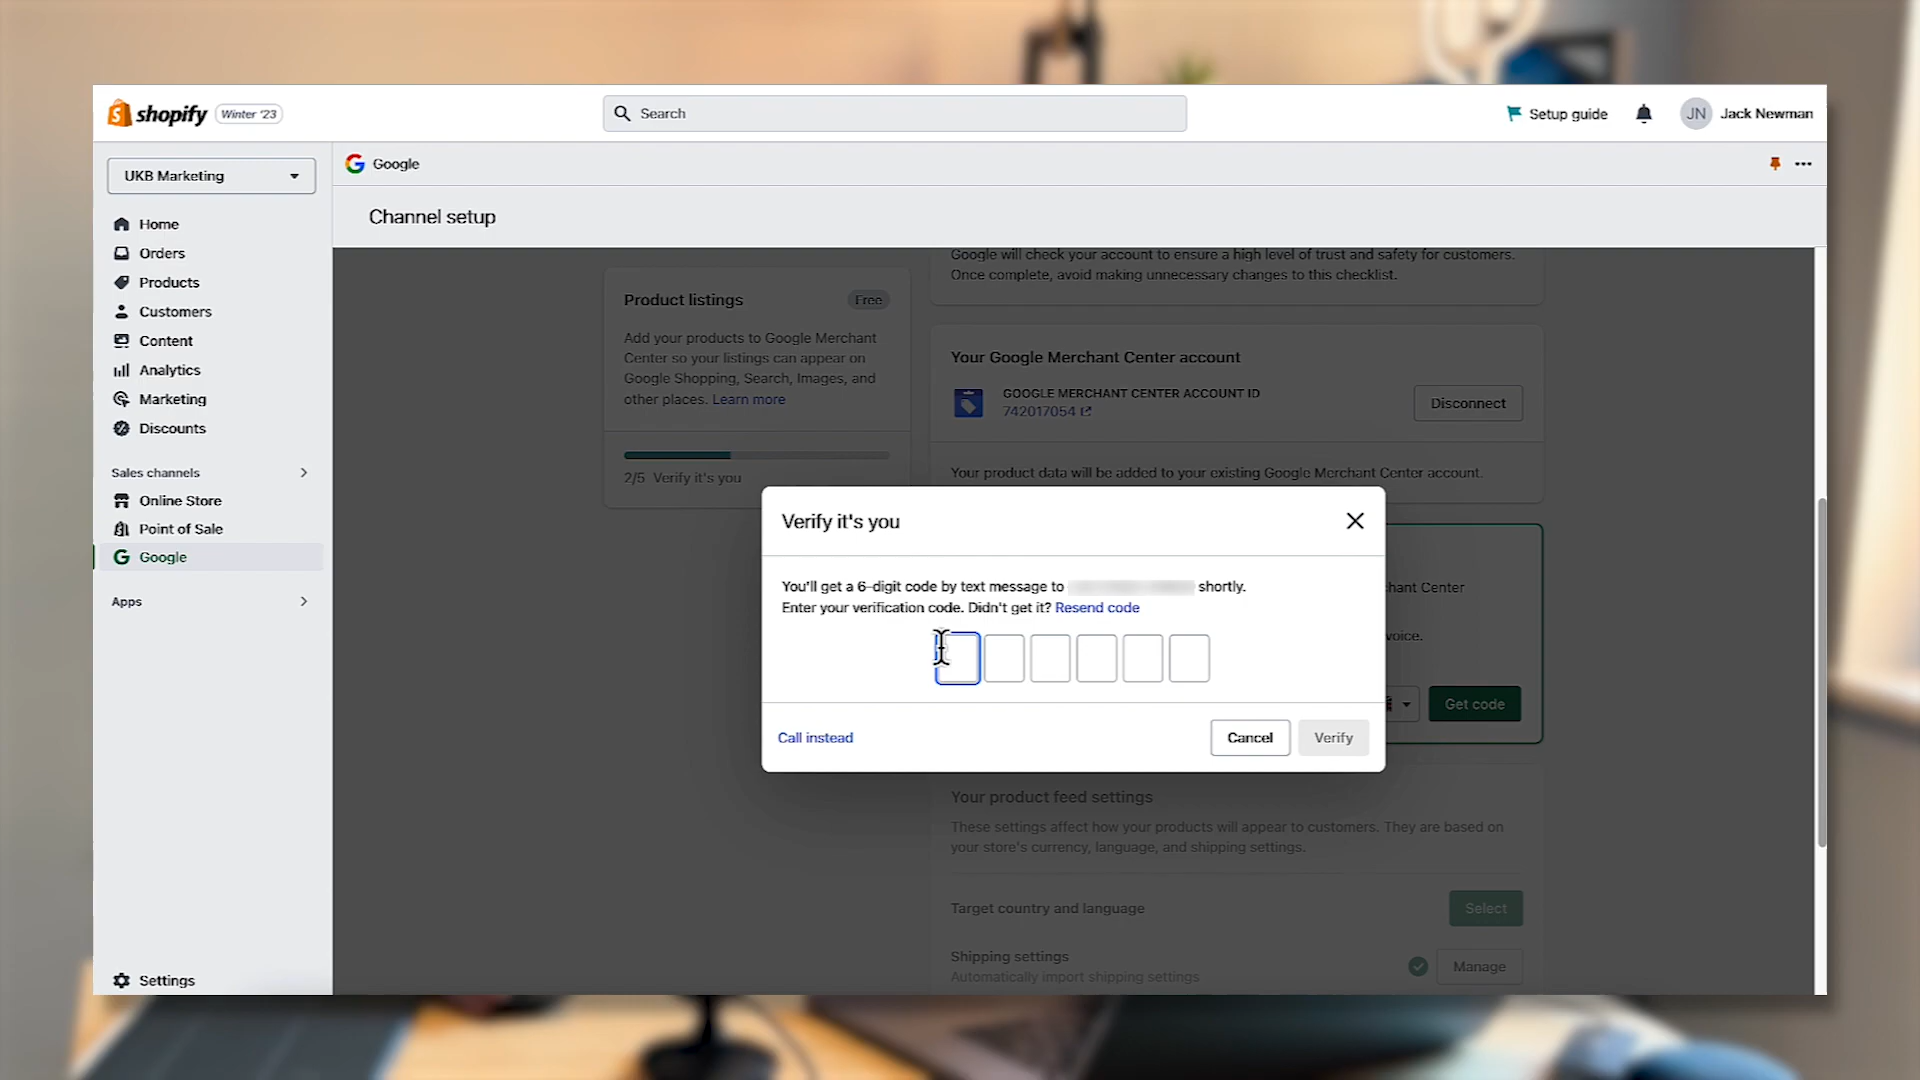 shopify Winter '23
Search
Setup guide
JN Jack Newman
UKB Marketing
Home
Orders
Products
Customers
Content
Analytics
Marketing
Discounts
Sales channels
Online Store
Point of Sale
Google
Apps
Settings
Google
Channel setup
Product listings Free
Add your products to Google Merchant
Center so your listings can appear on
Google Shopping, Search, Images, and
other places. Learn more
2/5 Verify it's you
Google will check your account to ensure a high level of trust and safety for customers.
Once complete, avoid making unnecessary changes to this checklist.
Your Google Merchant Center account
GOOGLE MERCHANT CENTER ACCOUNT ID
742017054
Disconnect
Your product data will be added to your existing Google Merchant Center account.
Verify it's you
You'll get a 6-digit code by text message to shortly.
Enter your verification code. Didn't get it? Resend code
Call instead
Cancel
Verify
hant Center
voice.
Get code
Your product feed settings
These settings affect how your products will appear to customers. They are based on
your store's currency, language, and shipping settings.
Target country and language
Select
Shipping settings
Automatically import shipping settings
Manage